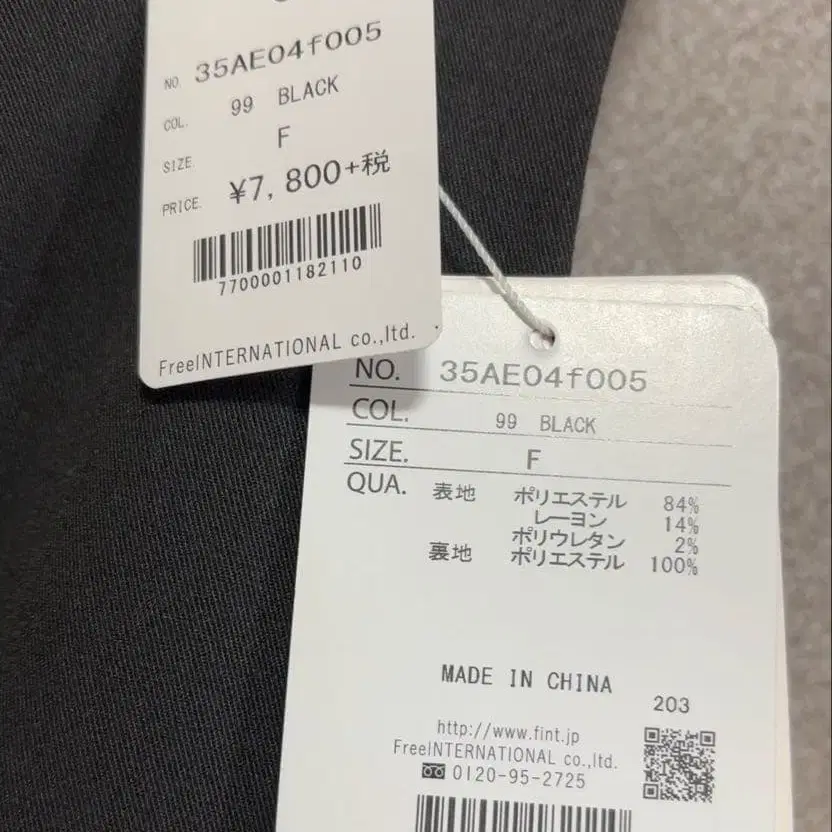 NO. 35AE04f005
COL. 99 BLACK
SIZE F
PRICE. ¥7,800+税
7700001182110
FreeINTERNATIONAL co.,ltd.
NO. 35AE04f005
COL. 99 BLACK
SIZE. F
QUA. 表地 ポリエステル 84%
レーヨン 14%
ポリウレタン 2%
裏地 ポリエステル 100%
MADE IN CHINA
203
http://www.fint.jp
FreeINTERNATIONAL co.,ltd.
0120-95-2725